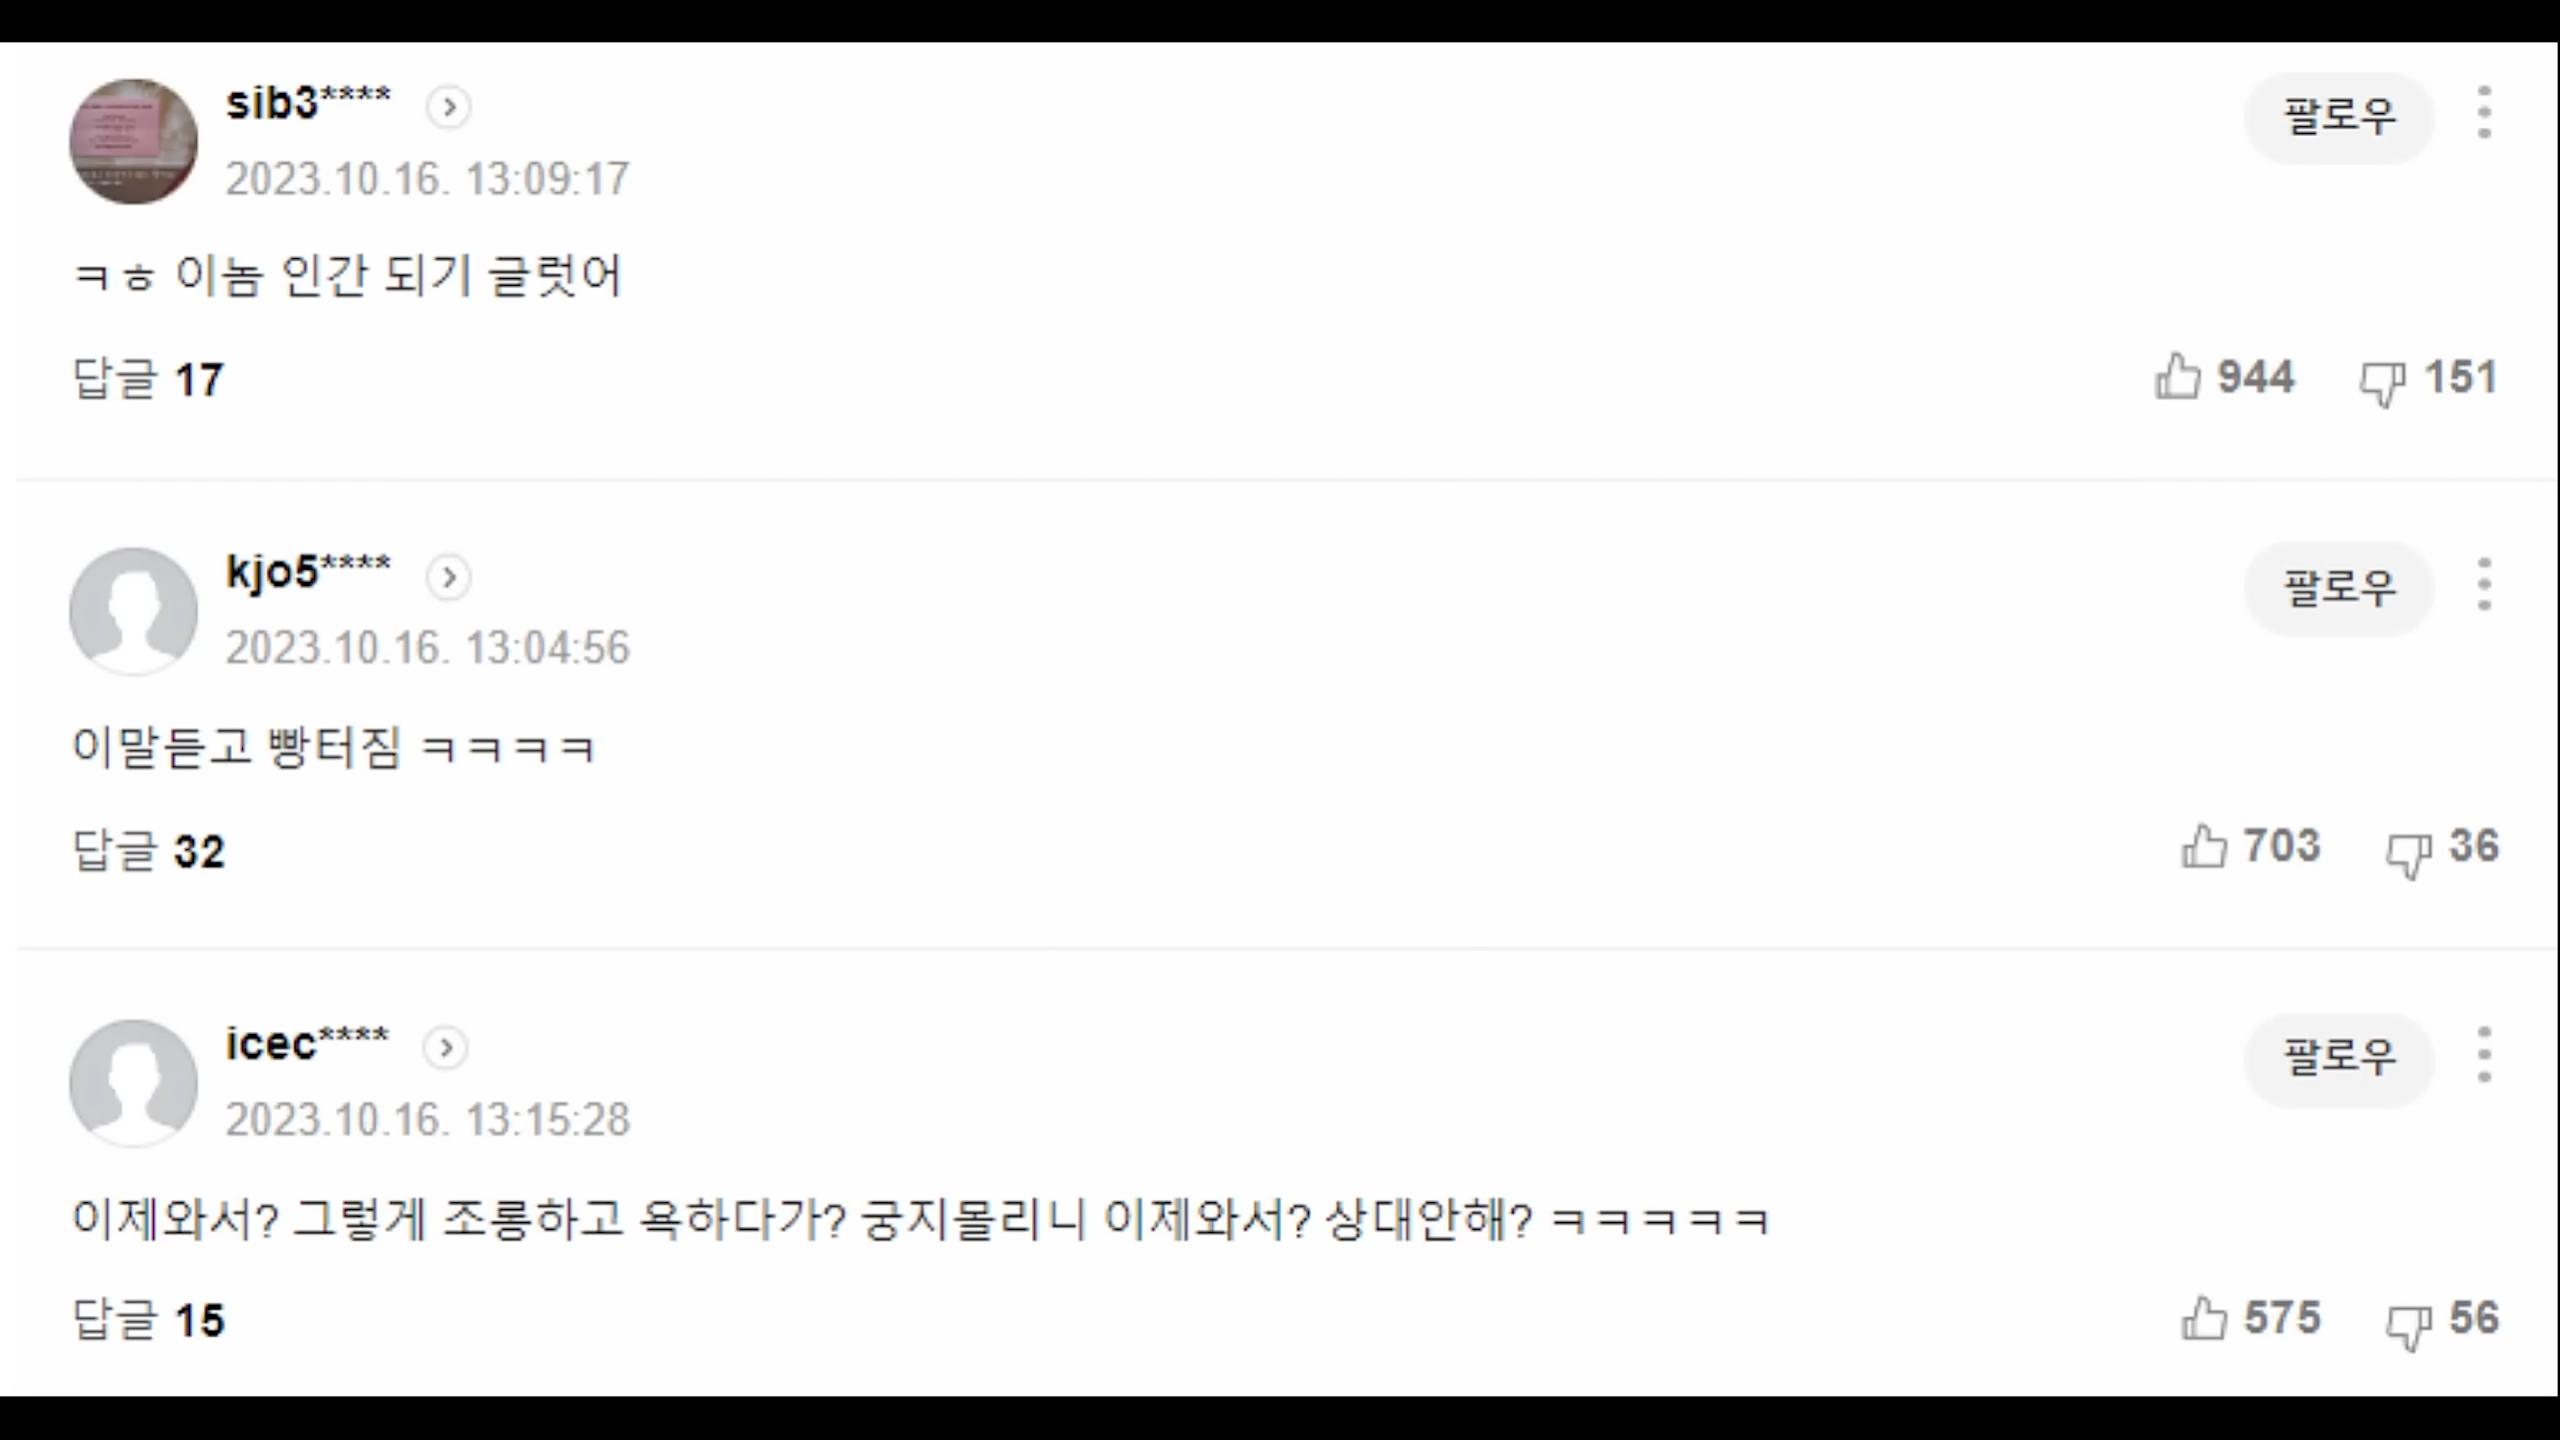 sib3****
팔로우
2023.10.16. 13:09:17
ㅋㅎ 이놈 인간 되기 글럿어
답글 17
944 151
kjo5****
팔로우
2023.10.16. 13:04:56
이말듣고 빵터짐 ㅋㅋㅋㅋ
답글 32
703 36
icec****
팔로우
2023.10.16. 13:15:28
이제와서? 그렇게 조롱하고 욕하다가? 궁지몰리니 이제와서? 상대안해? ㅋㅋㅋㅋㅋ
답글 15
575 56